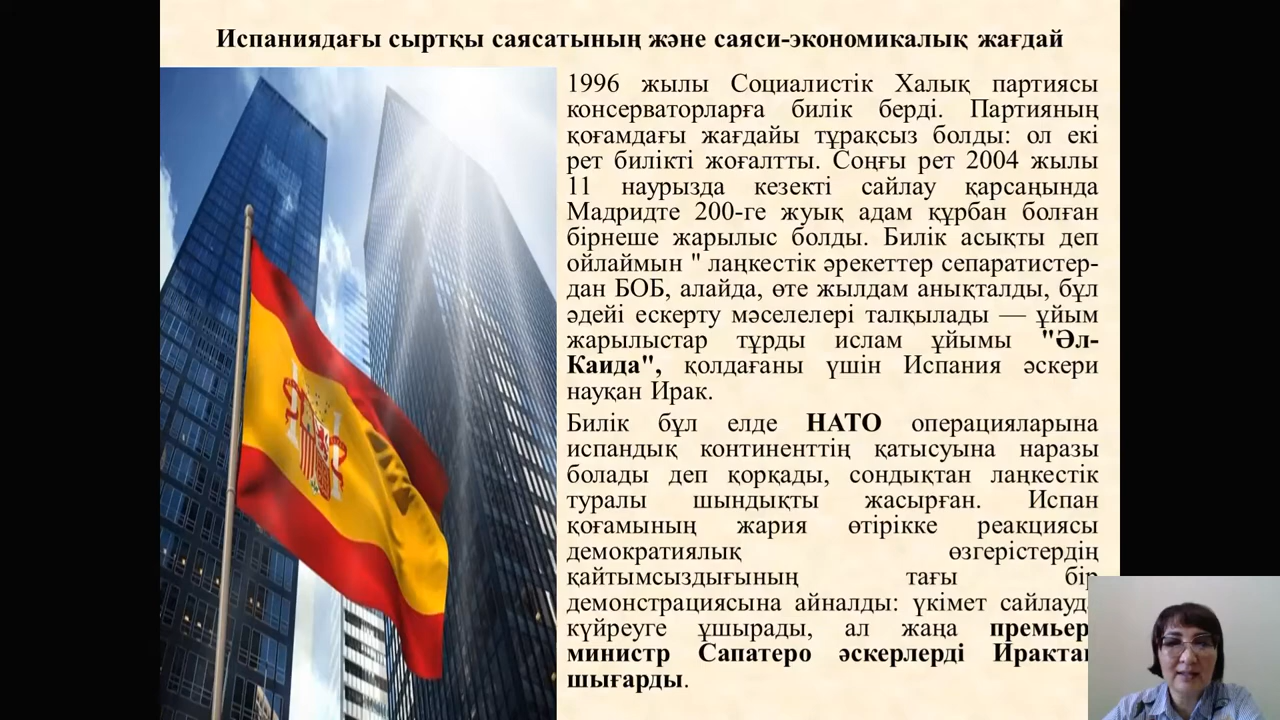 Испаниядағы сыртқы саясатының және саяси-экономикалық жағдай
1996 жылы Социалистік Халық партиясы
консерваторларға билік берді. Партияның
қоғамдағы жағдайы тұрақсыз болды: ол екі
рет билікті жоғалтты. Соңғы рет 2004 жылы
11 наурызда кезекті сайлау қарсаңында
Мадридте 200-ге жуық адам құрбан болған
бірнеше жарылыс болды. Билік асықты деп
ойлаймын " лаңкестік әрекеттер сепаратистер-
дан БОБ, алайда, өте жылдам анықталды, бұл
әдейі ескерту мәселелері талқылады — ұйым
жарылыстар тұрды ислам ұйымы "Әл-
Каида", қолдағаны үшін Испания әскери
науқан Ирак.
Билік бұл елде НАТО операцияларына
испандық континенттің қатысуына наразы
болады деп қорқады, сондықтан лаңкестік
туралы шындықты жасырған. Испан
қоғамының жария өтірікке реакциясы
демократиялық өзгерістердің
қайтымсыздығының тағы бір
демонстрациясына айналды: үкімет
күйреуге ұшырады, ал жаңа премьер
министр Сапатеро әскерлерді
шығарды.